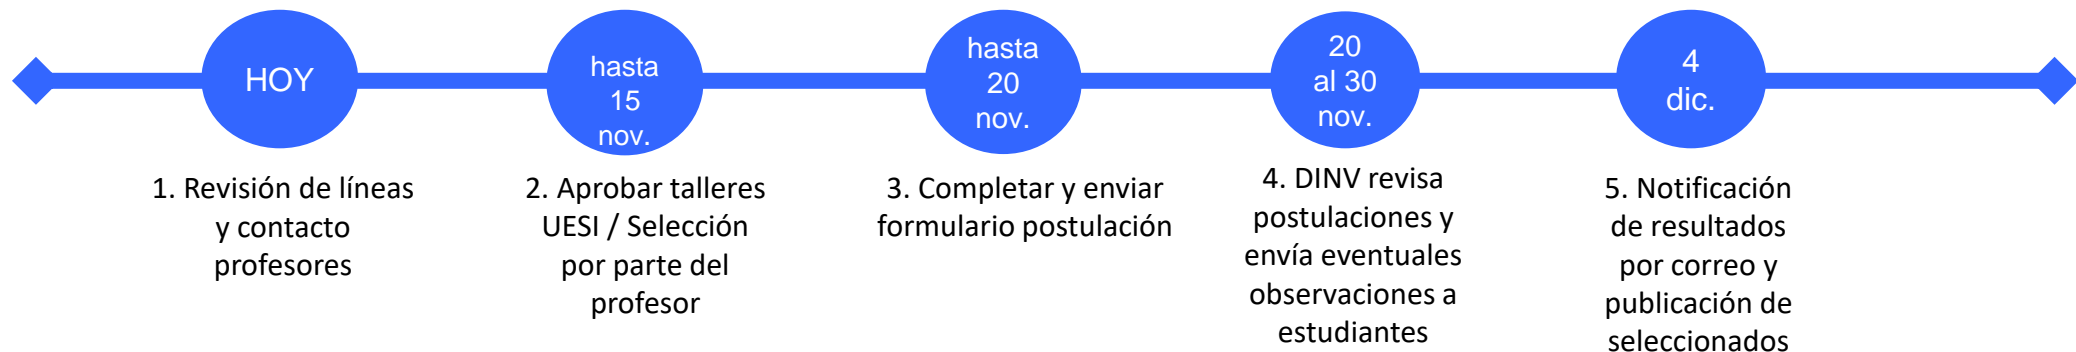 HOY
hasta
15
nov.
hasta
20
nov.
20
al 30
nov.
4
dic.
1. Revisión de líneas
y contacto
profesores
2. Aprobar talleres
UESI / Selección
por parte del
profesor
3. Completar y enviar
formulario postulación
4. DINV revisa
postulaciones y
envía eventuales
observaciones a
estudiantes
5. Notificación
de resultados
por correo y
publicación de
seleccionados